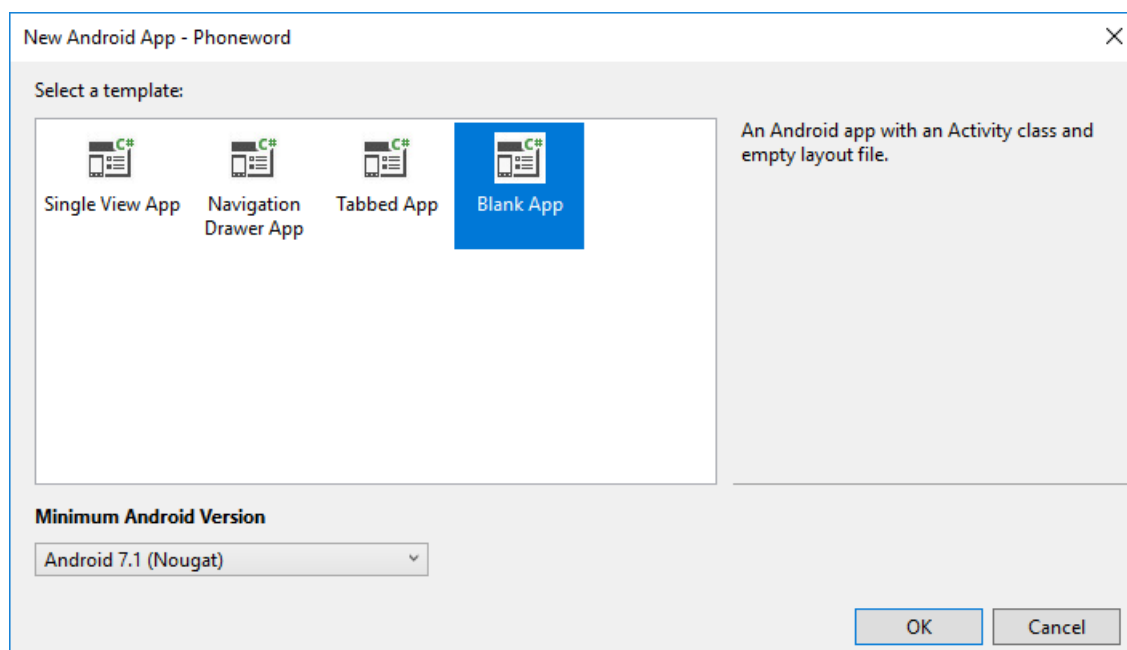 New Android App - Phoneword
Select a template:
C#
C#
C#
C#
Single View App
Navigation
Drawer App
Tabbed App
Blank App
An Android app with an Activity class and
empty layout file.
Minimum Android Version
Android 7.1 (Nougat)
OK
Cancel